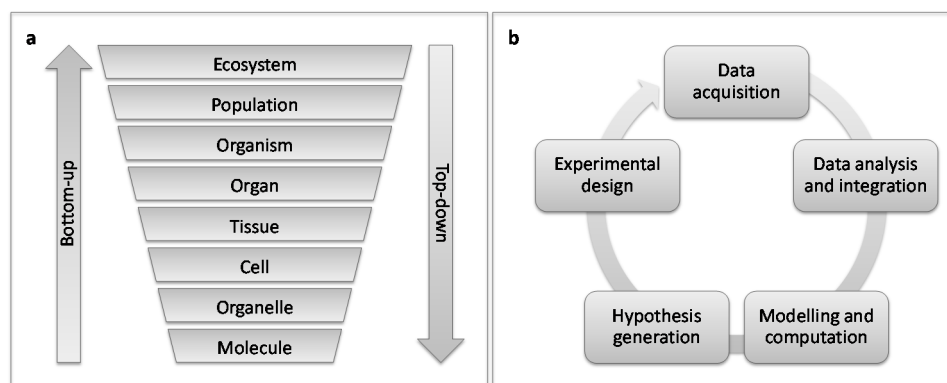 a
Bottom-up
Ecosystem
Population
Organism
Organ
Tissue
Cell
Organelle
Molecule
Top-down
b
Data
acquisition
Data analysis
and integration
Modelling and
computation
Hypothesis
generation
Experimental
design